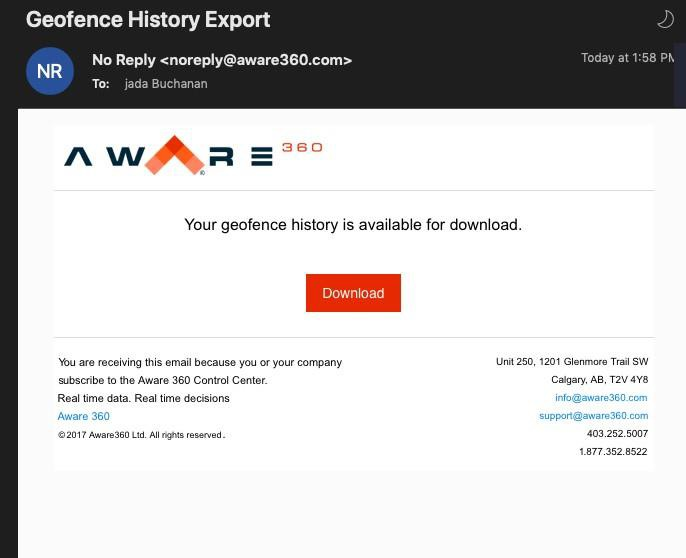 Geofence History Export
NR
No Reply <noreply@aware360.com>
Today at 1:58 PM
To: jada Buchanan
AWARE 360
®
Your geofence history is available for download.
Download
You are receiving this email because you or your company
subscribe to the Aware 360 Control Center.
Real time data. Real time decisions
Aware 360
©2017 Aware360 Ltd. All rights reserved.
Unit 250, 1201 Glenmore Trail SW
Calgary, AB, T2V 4Y8
info@aware360.com
support@aware360.com
403.252.5007
1.877.352.8522